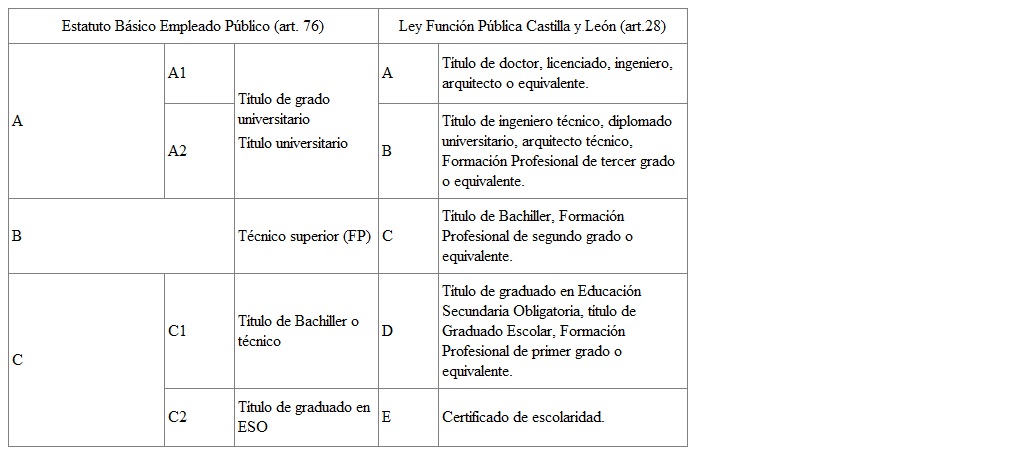 Estatuto Básico Empleado Público (art. 76)
Ley Función Pública Castilla y León (art.28)
A
A1
Título de grado
universitario
Título universitario
A
Título de doctor, licenciado, ingeniero,
arquitecto o equivalente.
A2
B
Título de ingeniero técnico, diplomado
universitario, arquitecto técnico,
Formación Profesional de tercer grado
o equivalente.
B
Técnico superior (FP)
C
Título de Bachiller, Formación
Profesional de segundo grado o
equivalente.
C
C1
Título de Bachiller o
técnico
D
Título de graduado en Educación
Secundaria Obligatoria, título de
Graduado Escolar, Formación
Profesional de primer grado o
equivalente.
C2
Título de graduado en
ESO
E
Certificado de escolaridad.